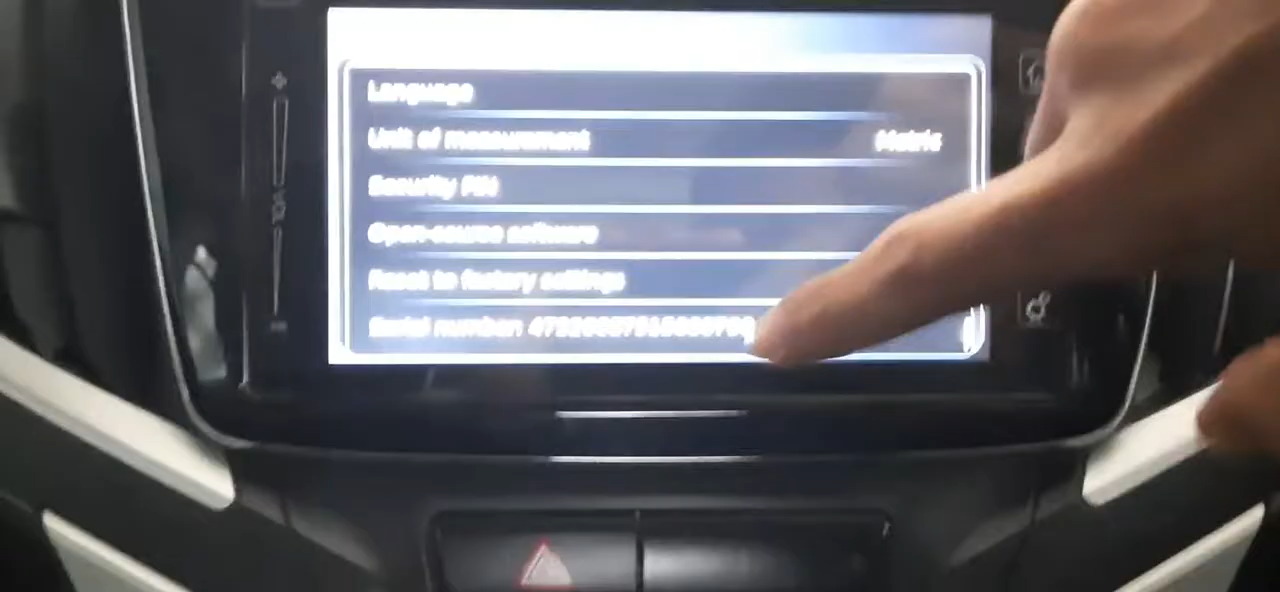 Language
Unit of measurement Metric
Security PIN
Open-source software
Reset to factory settings
Serial number: